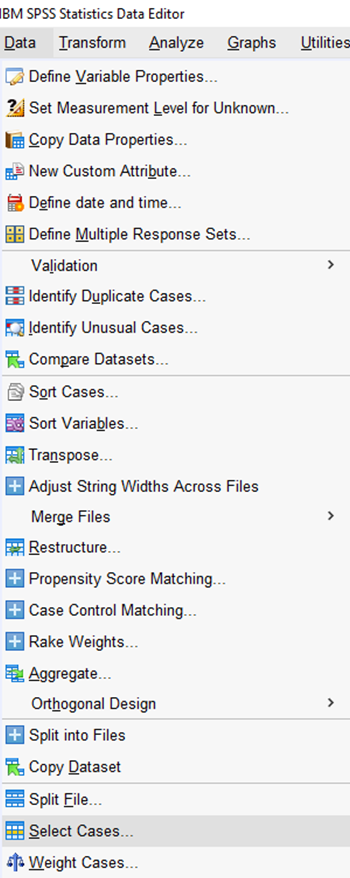 IBM SPSS Statistics Data Editor
Data Transform Analyze Graphs Utilities
Define Variable Properties...
Set Measurement Level for Unknown...
Copy Data Properties...
New Custom Attribute...
Define date and time...
Define Multiple Response Sets...
Validation >
Identify Duplicate Cases...
Identify Unusual Cases...
Compare Datasets...
Sort Cases...
Sort Variables...
Transpose...
Adjust String Widths Across Files
Merge Files >
Restructure...
Propensity Score Matching...
Case Control Matching...
Rake Weights...
Aggregate...
Orthogonal Design >
Split into Files
Copy Dataset
Split File...
Select Cases...
Weight Cases...